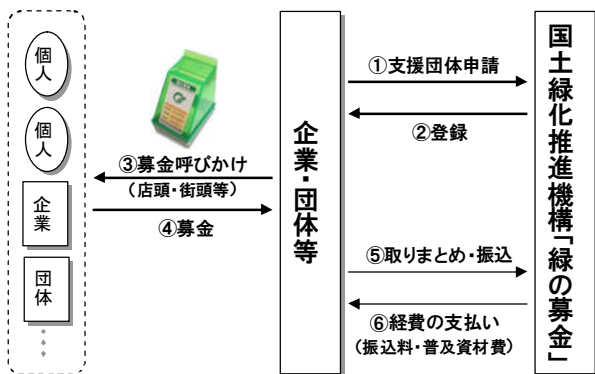 個人
個人
企業
団体
③募金呼びかけ
(店頭・街頭等)
④募金
企業・団体等
①支援団体申請
②登録
⑤取りまとめ・振込
⑥経費の支払い
(振込料・普及資材費)
国土緑化推進機構「緑の募金」